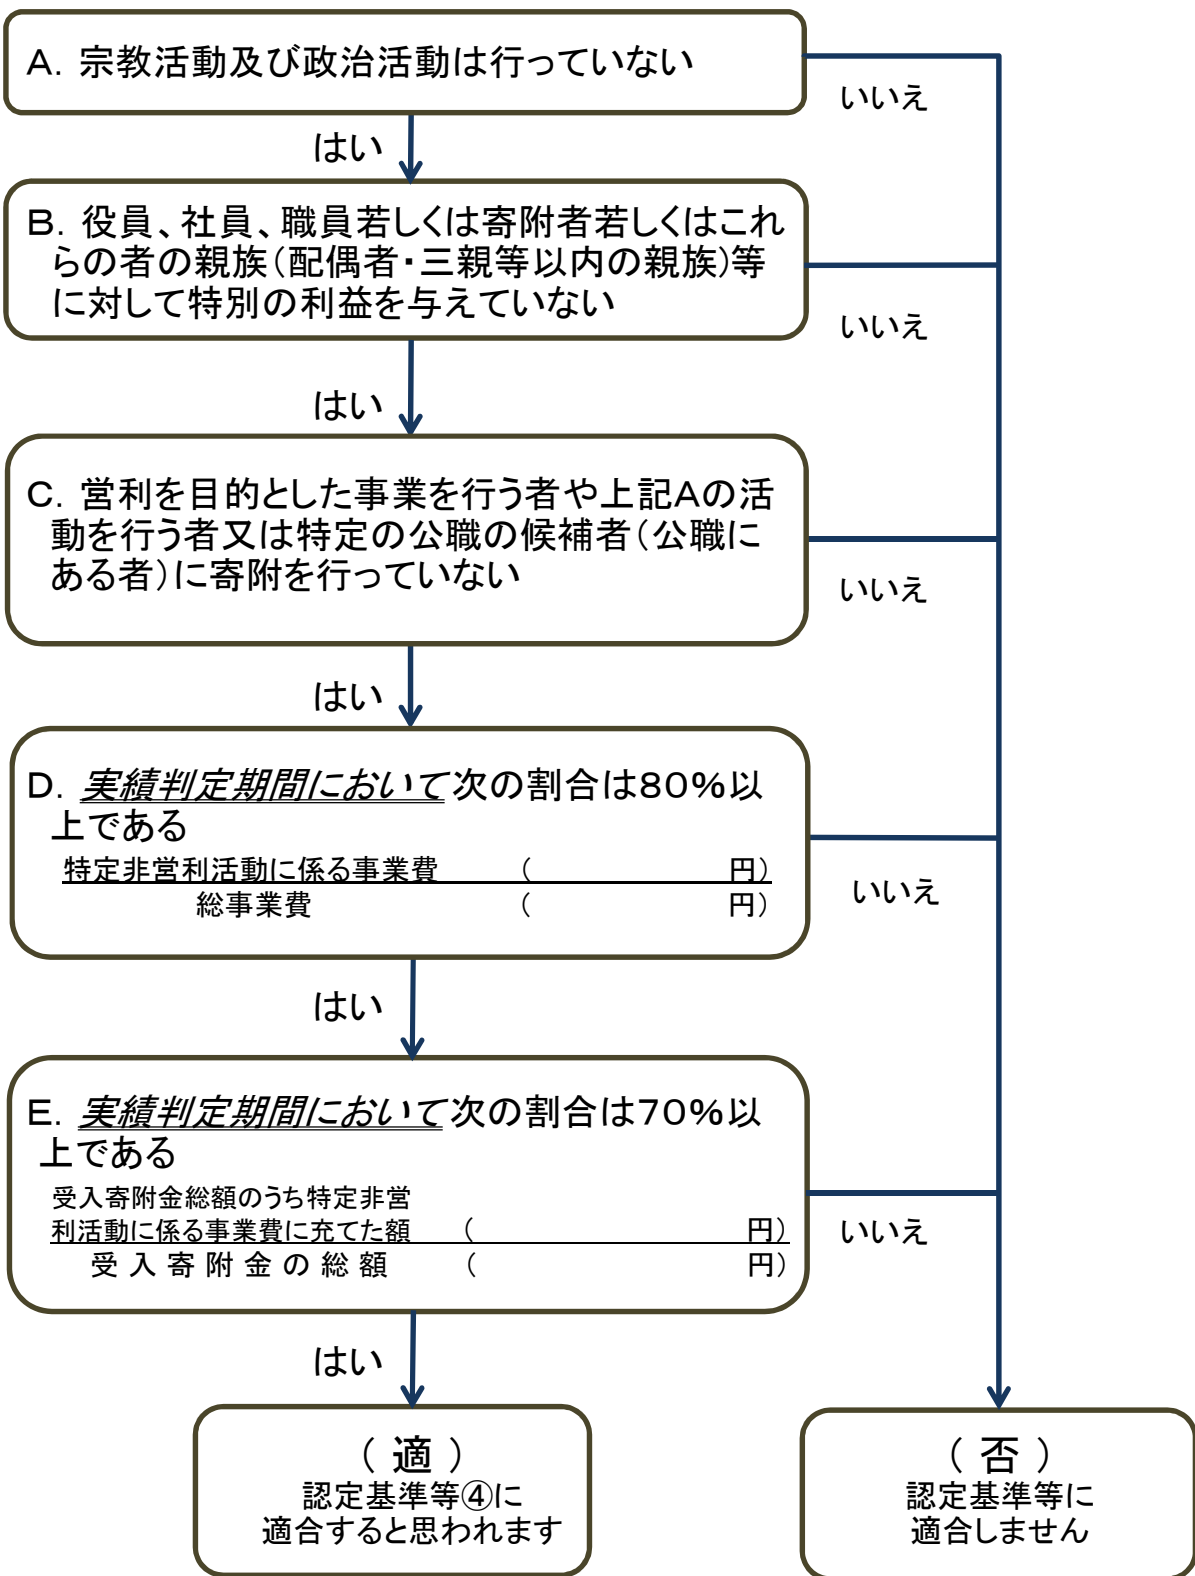 A．宗教活動及び政治活動は行っていない
いいえ
はい
B．役員、社員、職員若しくは寄附者若しくはこれ
らの者の親族（配偶者・三親等以内の親族）等
に対して特別の利益を与えていない
いいえ
はい
C．営利を目的とした事業を行う者や上記Aの活
動を行う者又は特定の公職の候補者（公職に
ある者）に寄附を行っていない
いいえ
はい
D．実績判定期間において次の割合は80％以
上である
特定非営利活動に係る事業費　　（　　　　　　　円）
総事業費　　（　　　　　　　円）
いいえ
はい
E．実績判定期間において次の割合は70％以
上である
受入寄附金総額のうち特定非営
利活動に係る事業費に充てた額　　（　　　　　　　円）
受入寄附金の総額　　（　　　　　　　円）
いいえ
はい
（適）
認定基準等④に
適合すると思われます
（否）
認定基準等に
適合しません